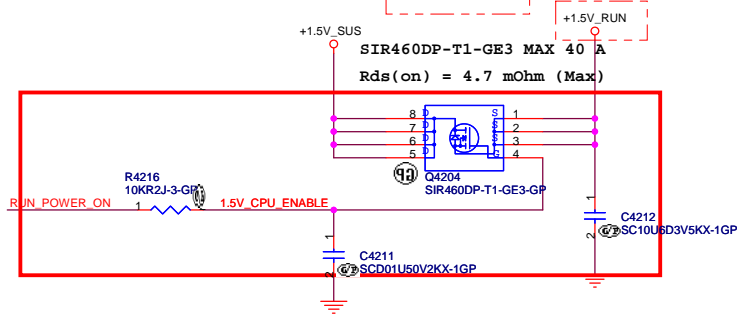 +1.5V_RUN
+1.5V_SUS
SIR460DP-T1-GE3 MAX 40 A
Rds(on) = 4.7 mOhm (Max)
8 D S 1
7 D S 2
6 D S 3
5 D G 4
GP
Q4204
SIR460DP-T1-GE3-GP
R4216
10KR2J-3-GP
RUN_POWER_ON 1 1.5V_CPU_ENABLE
1
C4211
2
SCD01U50V2KX-1GP
1
C4212
2
SC10U6D3V5KX-1GP